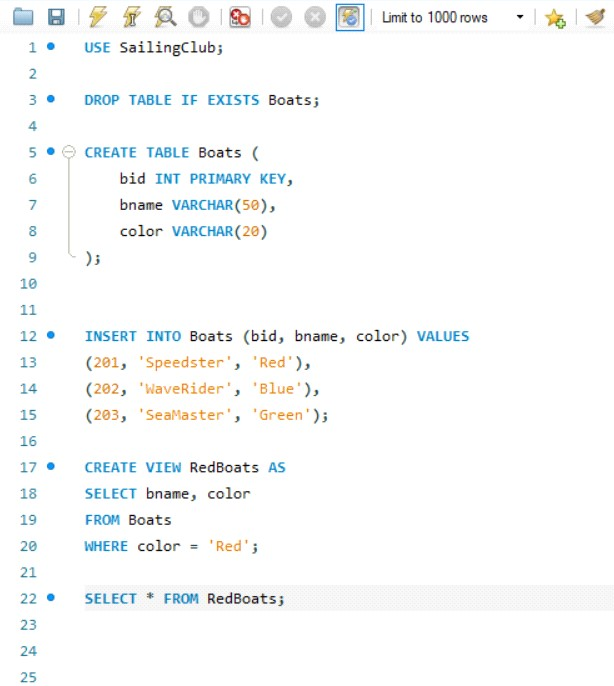 Limit to 1000 rows
1 USE SailingClub;
2
3 DROP TABLE IF EXISTS Boats;
4
5 CREATE TABLE Boats (
6 bid INT PRIMARY KEY,
7 bname VARCHAR(50),
8 color VARCHAR(20)
9 );
10
11
12 INSERT INTO Boats (bid, bname, color) VALUES
13 (201, 'Speedster', 'Red'),
14 (202, 'WaveRider', 'Blue'),
15 (203, 'SeaMaster', 'Green');
16
17 CREATE VIEW RedBoats AS
18 SELECT bname, color
19 FROM Boats
20 WHERE color = 'Red';
21
22 SELECT * FROM RedBoats;
23
24
25